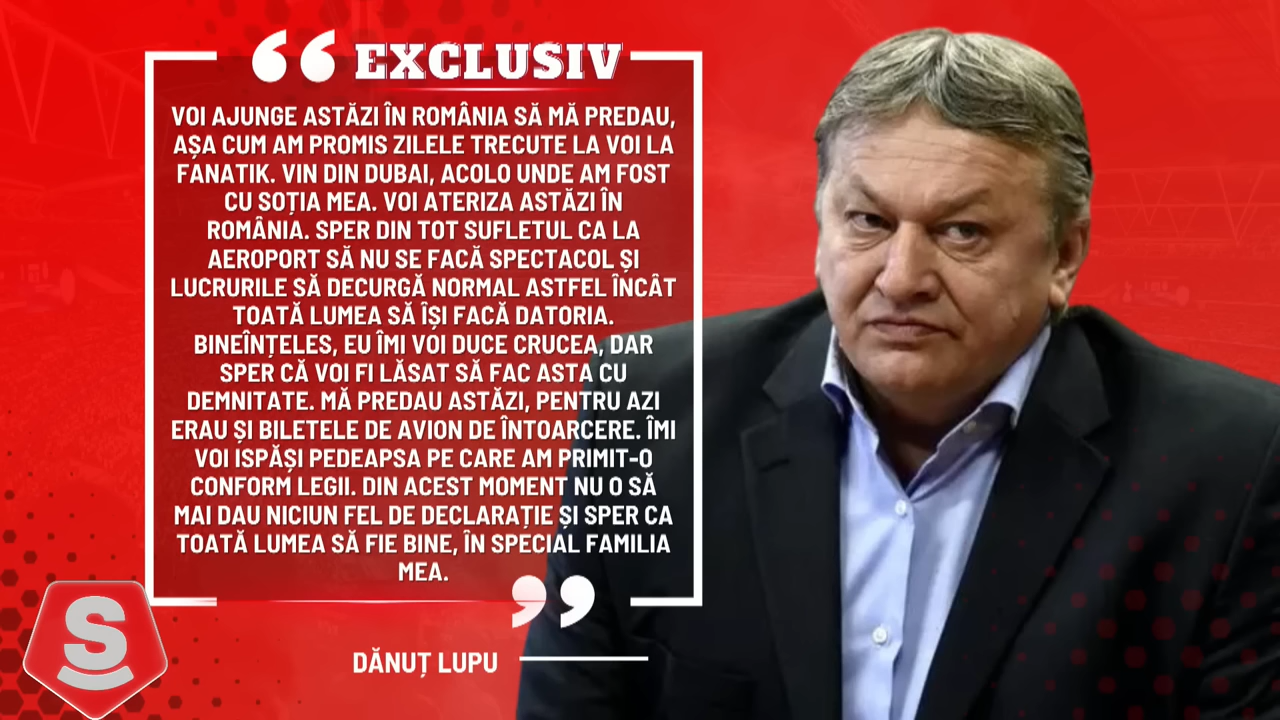 EXCLUSIV
VOI AJUNGE ASTĂZI ÎN ROMÂNIA SĂ MĂ PREDAU,
AȘA CUM AM PROMIS ZILELE TRECUTE LA VOI LA
FANATIK. VIN DIN DUBAI, ACOLO UNDE AM FOST
CU SOȚIA MEA. VOI ATERIZA ASTĂZI ÎN
ROMÂNIA. SPER DIN TOT SUFLETUL CA LA
AEROPORT SĂ NU SE FACĂ SPECTACOL ȘI
LUCRURILE SĂ DECURGĂ NORMAL ASTFEL ÎNCÂT
TOATĂ LUMEA SĂ ÎȘI FACĂ DATORIA.
BINEÎNȚELES, EU ÎMI VOI DUCE CRUCEA, DAR
SPER CĂ VOI FI LĂSAT SĂ FAC ASTA CU
DEMNITATE. MĂ PREDAU ASTĂZI, PENTRU AZI
ERAU ȘI BILETELE DE AVION DE ÎNTOARCERE. ÎMI
VOI ISPĂȘI PEDEAPSA PE CARE AM PRIMIT-O
CONFORM LEGII. DIN ACEST MOMENT NU O SĂ
MAI DAU NICIUN FEL DE DECLARAȚIE ȘI SPER CA
TOATĂ LUMEA SĂ FIE BINE, ÎN SPECIAL FAMILIA
MEA.
S
DĂNUȚ LUPU